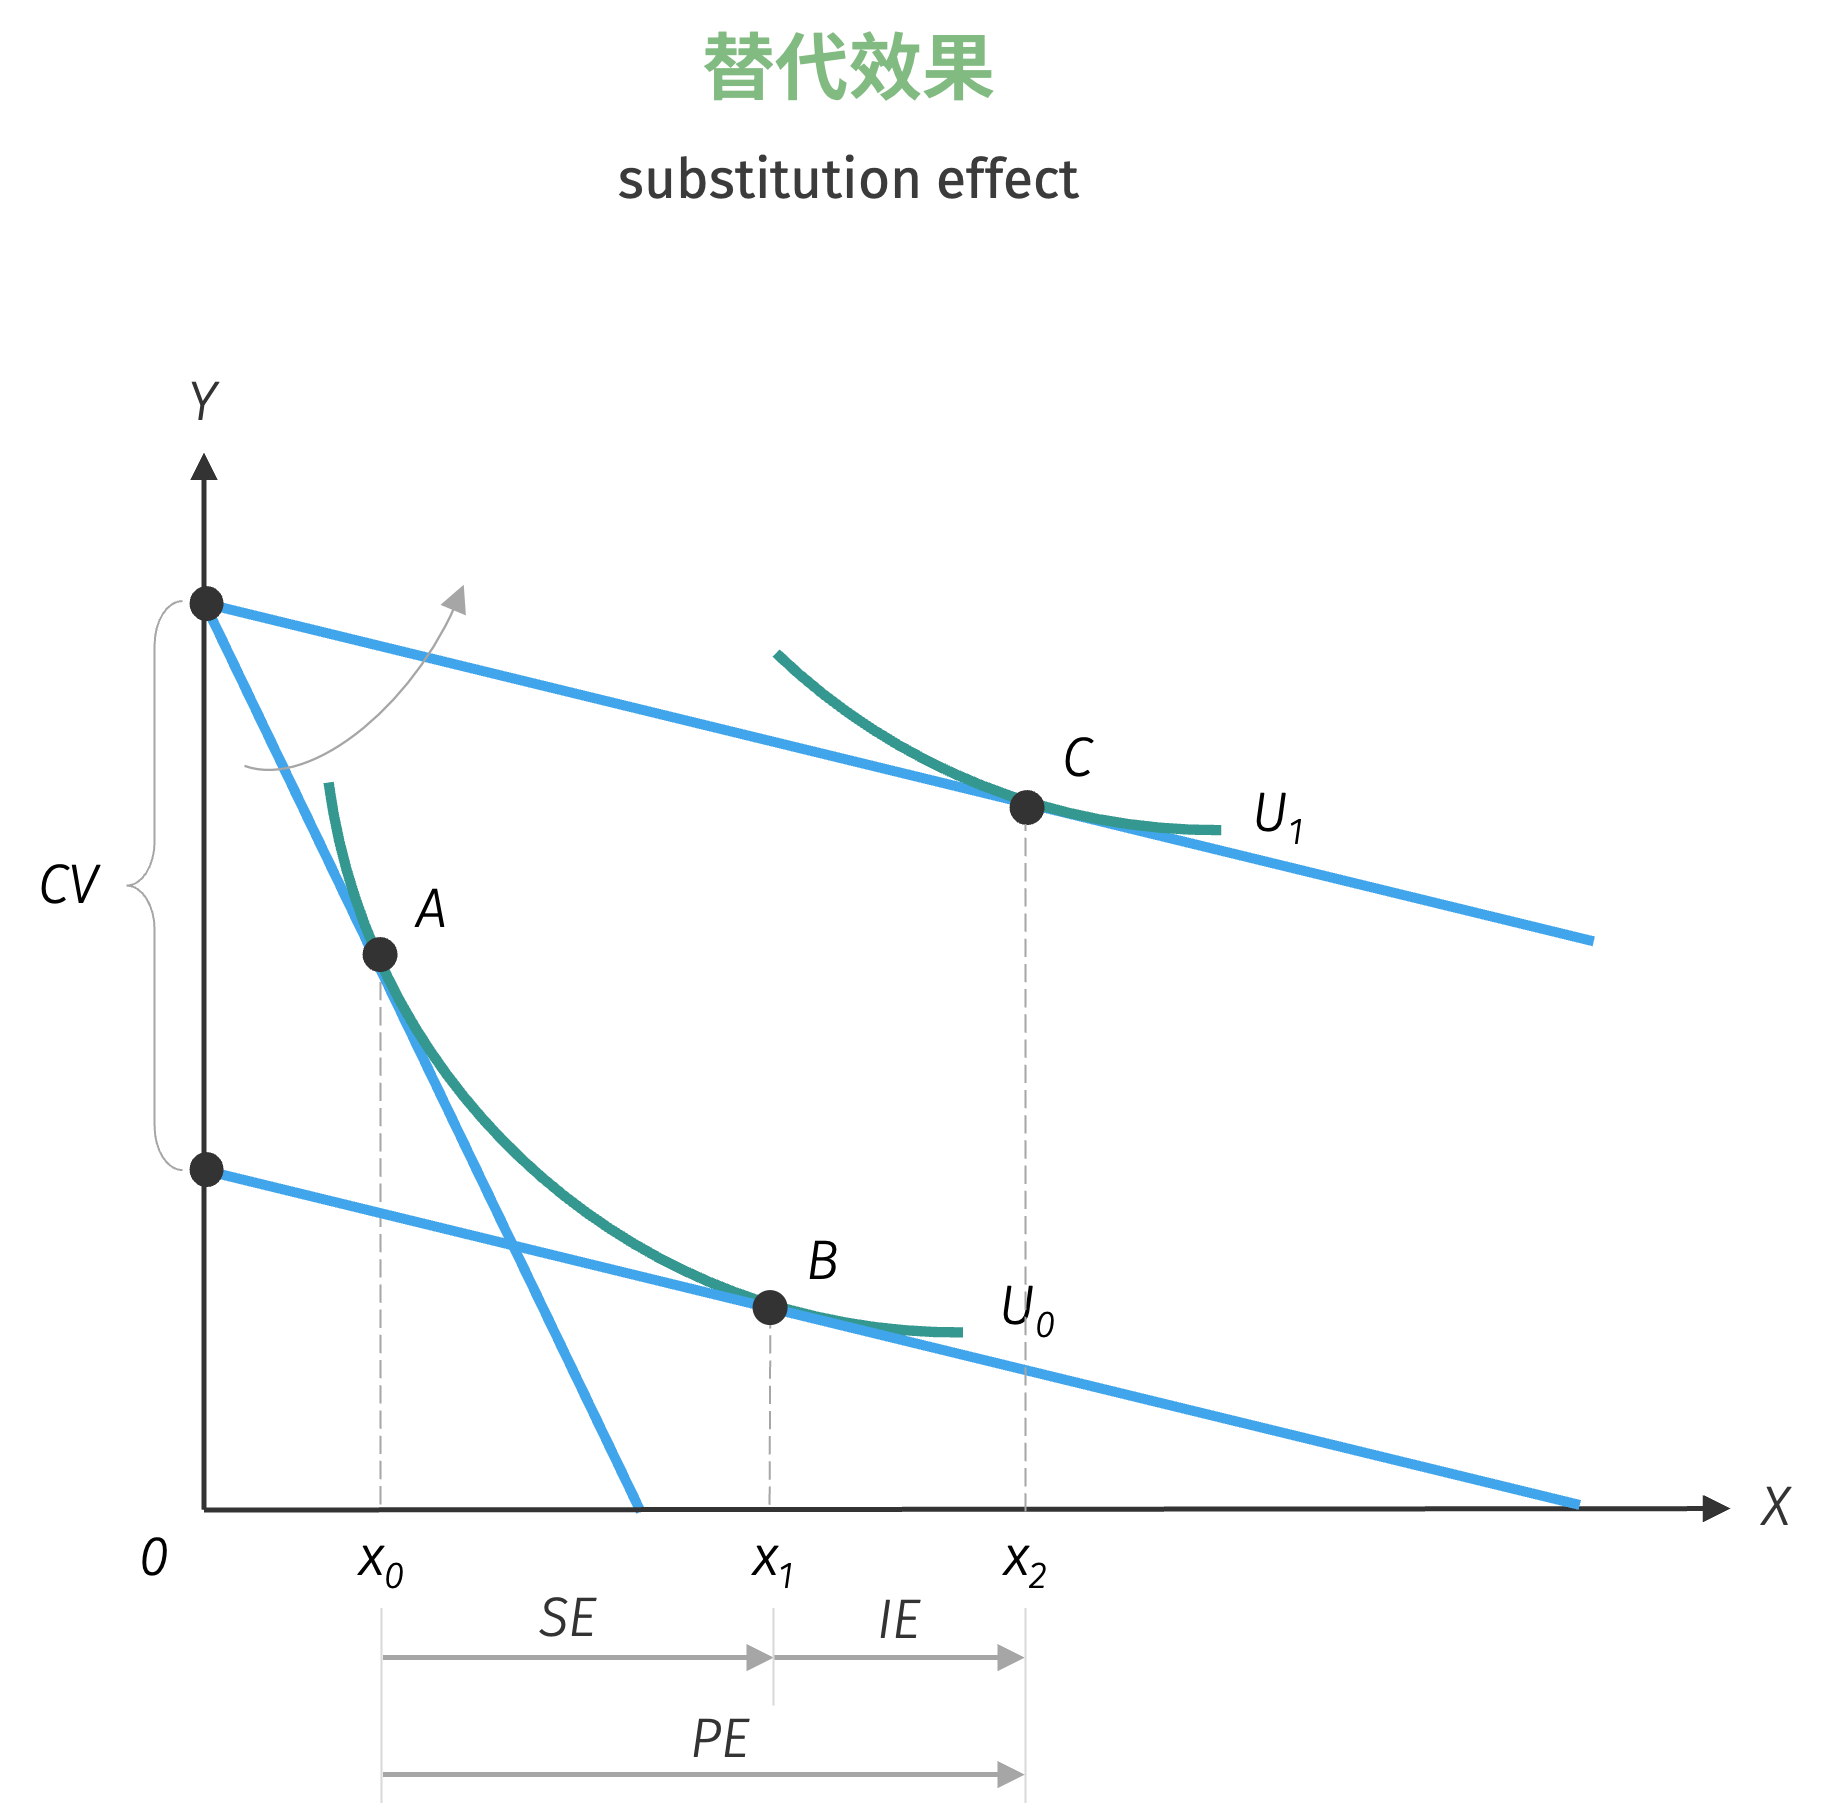 替代效果
substitution effect
Y
C
U₁
CV
A
B
U₀
X
0
x₀
x₁
x₂
SE
IE
PE